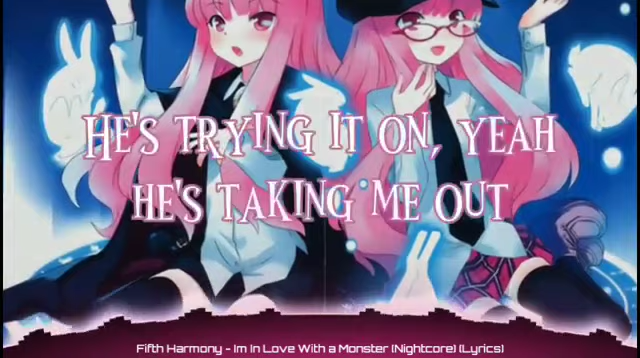 HE'S TRYING IT ON, YEAH
HE'S TAKING ME OUT
Fifth Harmony - Im In Love With a Monster (Nightcore) (Lyrics)